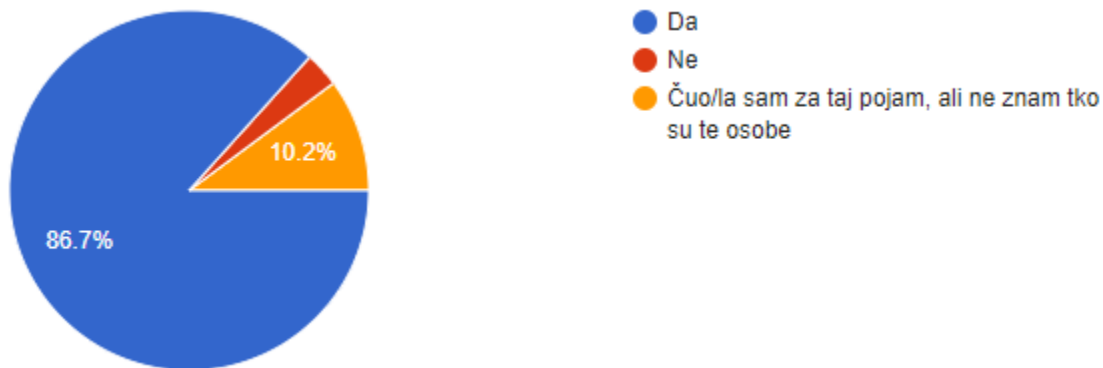 Da
Ne
Čuo/la sam za taj pojam, ali ne znam tko
su te osobe
10.2%
86.7%